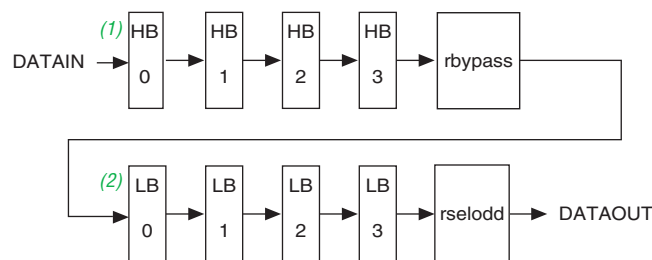 (1) HB HB HB HB
DATAIN 0 1 2 3 rbypass
(2) LB LB LB LB
0 1 2 3 rselodd DATAOUT